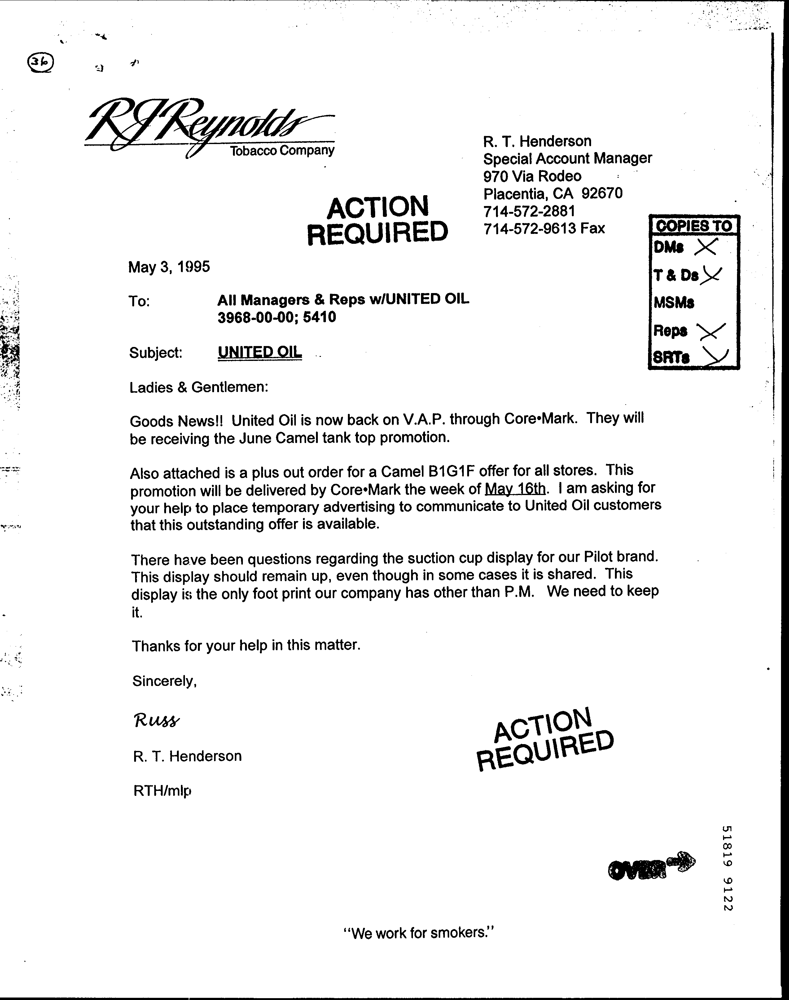 36
RJReynolds
Tobacco Company
R. T. Henderson
Special Account Manager
970 Via Rodeo
Placentia, CA 92670
714-572-2881
714-572-9613 Fax
ACTION
REQUIRED
COPIES TO
DMs X
T & Ds X
MSMs
Reps X
SRTs X
May 3, 1995
To: All Managers & Reps w/UNITED OIL
3968-00-00; 5410
Subject: UNITED OIL
Ladies & Gentlemen:
Goods News!! United Oil is now back on V.A.P. through Core•Mark. They will
be receiving the June Camel tank top promotion.
Also attached is a plus out order for a Camel B1G1F offer for all stores. This
promotion will be delivered by Core•Mark the week of May 16th. I am asking for
your help to place temporary advertising to communicate to United Oil customers
that this outstanding offer is available.
There have been questions regarding the suction cup display for our Pilot brand.
This display should remain up, even though in some cases it is shared. This
display is the only foot print our company has other than P.M. We need to keep
it.
Thanks for your help in this matter.
Sincerely,
Russ
R. T. Henderson
RTH/mlp
ACTION
REQUIRED
OVER
51819 9122
"We work for smokers."